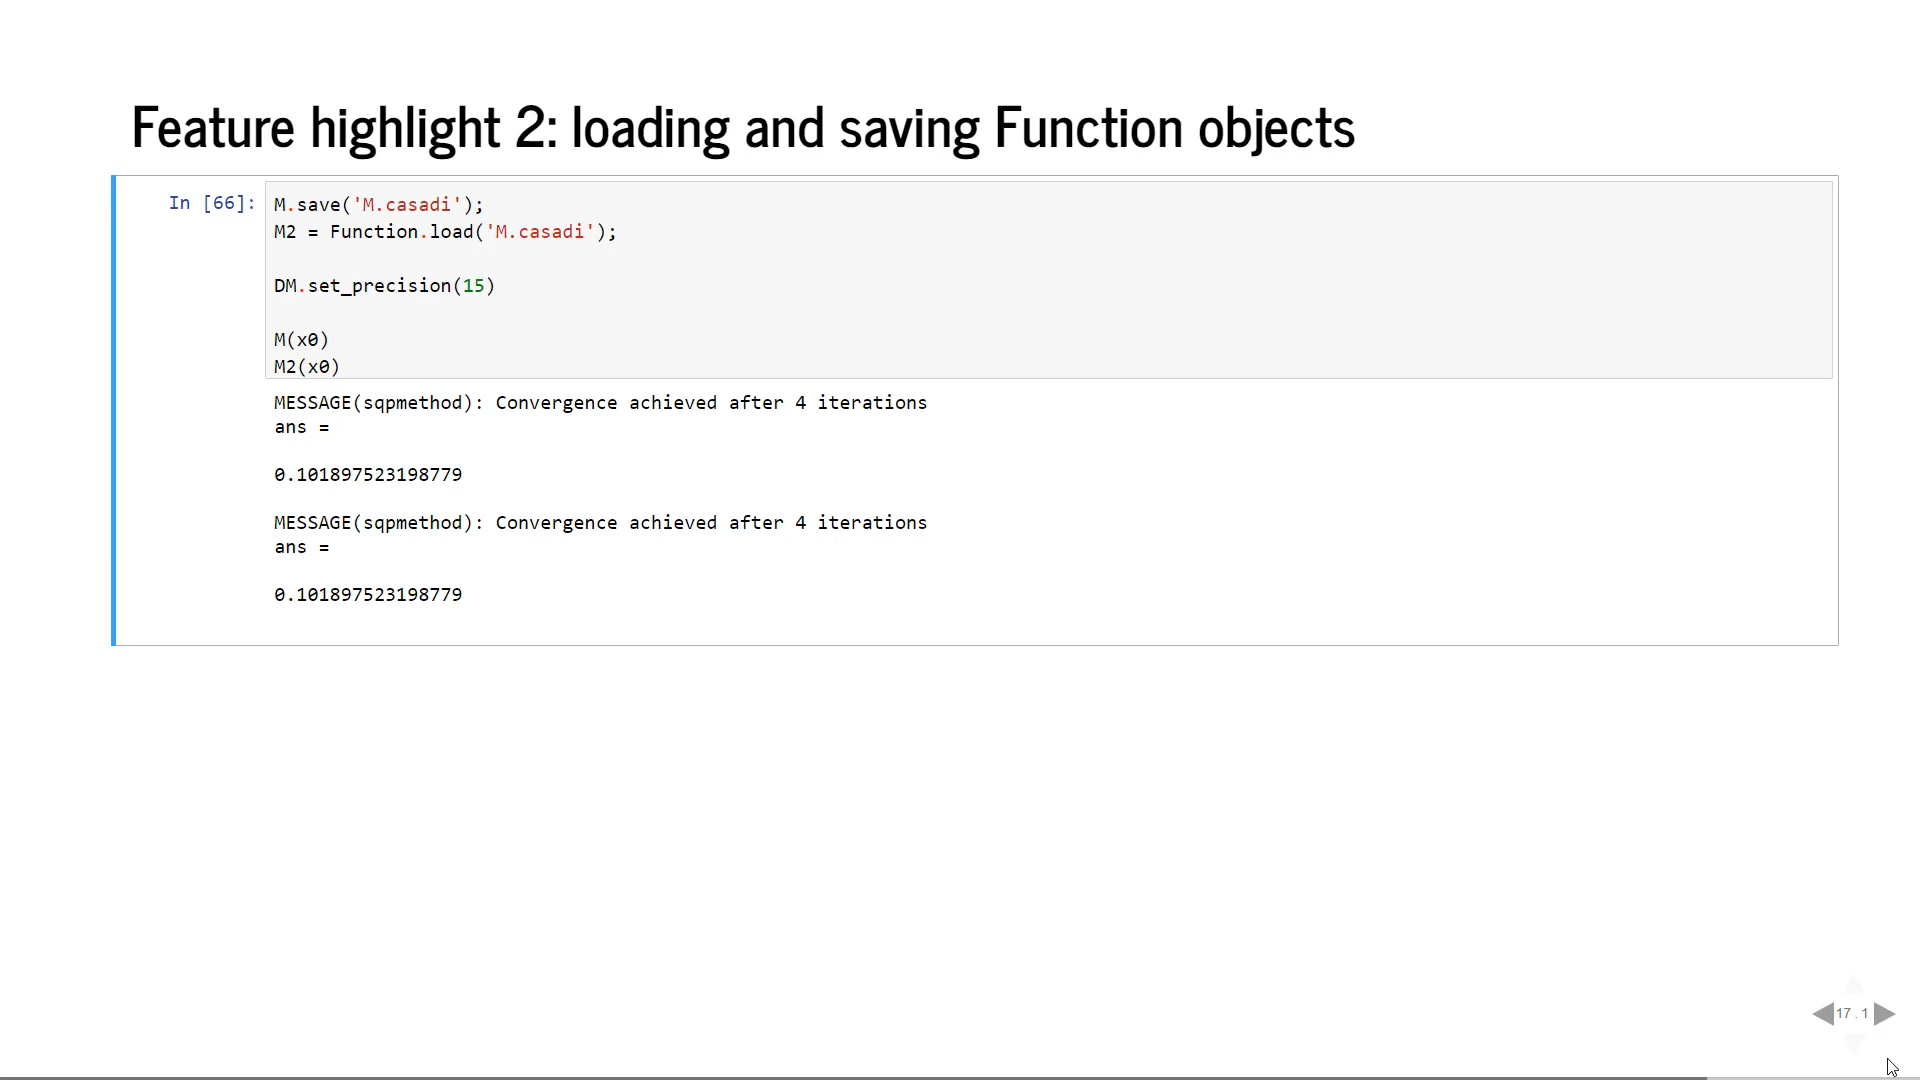 Feature highlight 2: loading and saving Function objects
In [66]:
M.save('M.casadi');
M2 = Function.load('M.casadi');
DM.set_precision(15)
M(x0)
M2(x0)
MESSAGE(sqpmethod): Convergence achieved after 4 iterations
ans =
0.101897523198779
MESSAGE(sqpmethod): Convergence achieved after 4 iterations
ans =
0.101897523198779
17.1